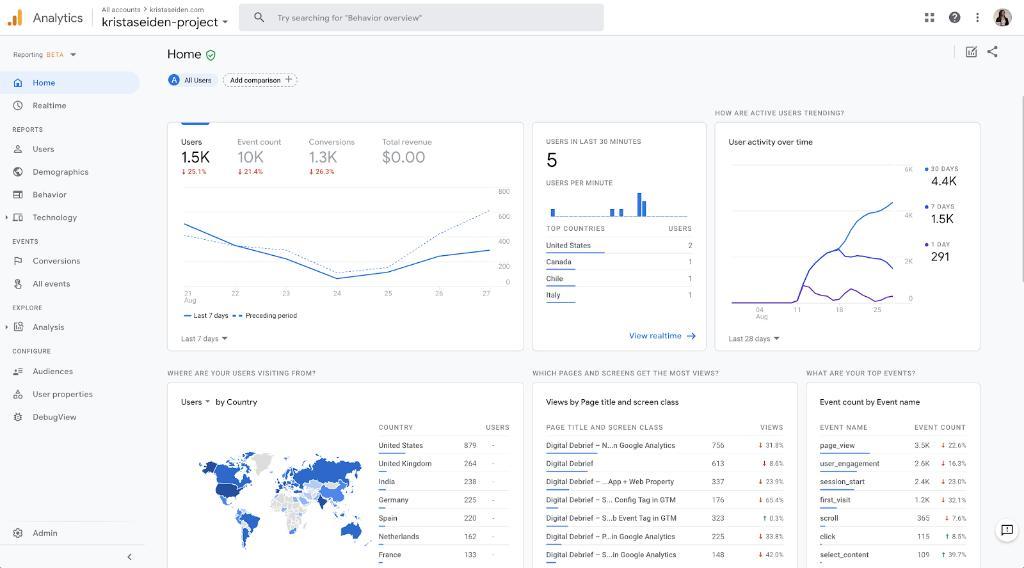 Analytics
All accounts > kristaseiden.com
kristaseiden-project
Try searching for "Behavior overview"
Reporting BETA
Home
Realtime
REPORTS
Users
Demographics
Behavior
Technology
EVENTS
Conversions
All events
EXPLORE
Analysis
CONFIGURE
Audiences
User properties
DebugView
Admin
Home
A All Users
Add comparison +
Users
1.5K
↓ 25.1%
Event count
10K
↓ 21.4%
Conversions
1.3K
↓ 26.3%
Total revenue
$0.00
800
600
400
200
0
21 22 23 24 25 26 27
Aug
Last 7 days Preceding period
Last 7 days
USERS IN LAST 30 MINUTES
5
USERS PER MINUTE
TOP COUNTRIES USERS
United States 2
Canada 1
Chile 1
Italy 1
View realtime →
HOW ARE ACTIVE USERS TRENDING?
User activity over time
6K
4K
2K
0
04 11 18 25
Aug
30 DAYS
4.4K
7 DAYS
1.5K
1 DAY
291
Last 28 days
WHERE ARE YOUR USERS VISITING FROM?
Users by Country
COUNTRY USERS
United States 879 -
United Kingdom 264 -
India 238 -
Germany 225 -
Spain 220 -
Netherlands 162 -
France 133 -
WHICH PAGES AND SCREENS GET THE MOST VIEWS?
Views by Page title and screen class
PAGE TITLE AND SCREEN CLASS VIEWS
Digital Debrief – N...n Google Analytics 756 ↓ 31.8%
Digital Debrief 613 ↓ 8.6%
Digital Debrief – ...App + Web Property 337 ↓ 23.9%
Digital Debrief – S... Config Tag in GTM 176 ↓ 65.4%
Digital Debrief – S...b Event Tag in GTM 323 ↑ 0.3%
Digital Debrief – P...in Google Analytics 225 ↓ 33.8%
Digital Debrief – S...in Google Analytics 148 ↓ 42.0%
WHAT ARE YOUR TOP EVENTS?
Event count by Event name
EVENT NAME EVENT COUNT
page_view 3.5K ↓ 22.6%
user_engagement 2.6K ↓ 16.3%
session_start 2.4K ↓ 23.0%
first_visit 1.2K ↓ 32.1%
scroll 365 ↓ 7.6%
click 115 ↑ 8.5%
select_content 109 ↑ 39.7%